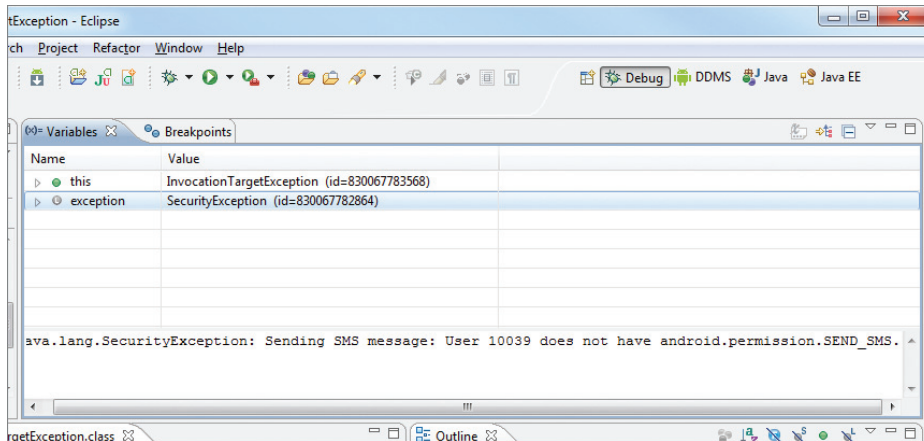 tException - Eclipse
rch Project Refactor Window Help
Debug DDMS Java Java EE
(x)= Variables Breakpoints
Name Value
this InvocationTargetException (id=830067783568)
exception SecurityException (id=830067782864)
ava.lang.SecurityException: Sending SMS message: User 10039 does not have android.permission.SEND_SMS.
rgetException.class Outline